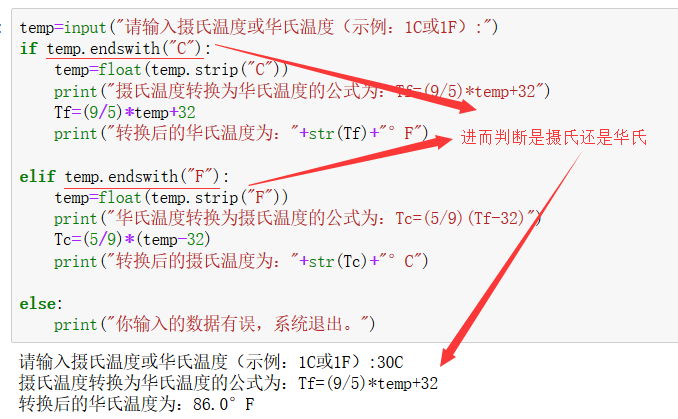 temp=input("请输入摄氏温度或华氏温度（示例：1C或1F）:")
if temp.endswith("C"):
    temp=float(temp.strip("C"))
    print("摄氏温度转换为华氏温度的公式为：Tf=(9/5)*temp+32")
    Tf=(9/5)*temp+32
    print("转换后的华氏温度为："+str(Tf)+"°F")
进而判断是摄氏还是华氏
elif temp.endswith("F"):
    temp=float(temp.strip("F"))
    print("华氏温度转换为摄氏温度的公式为：Tc=(5/9)(Tf-32)")
    Tc=(5/9)*(temp-32)
    print("转换后的摄氏温度为："+str(Tc)+"°C")
else:
    print("你输入的数据有误，系统退出。")
请输入摄氏温度或华氏温度（示例：1C或1F）:30C
摄氏温度转换为华氏温度的公式为：Tf=(9/5)*temp+32
转换后的华氏温度为：86.0°F